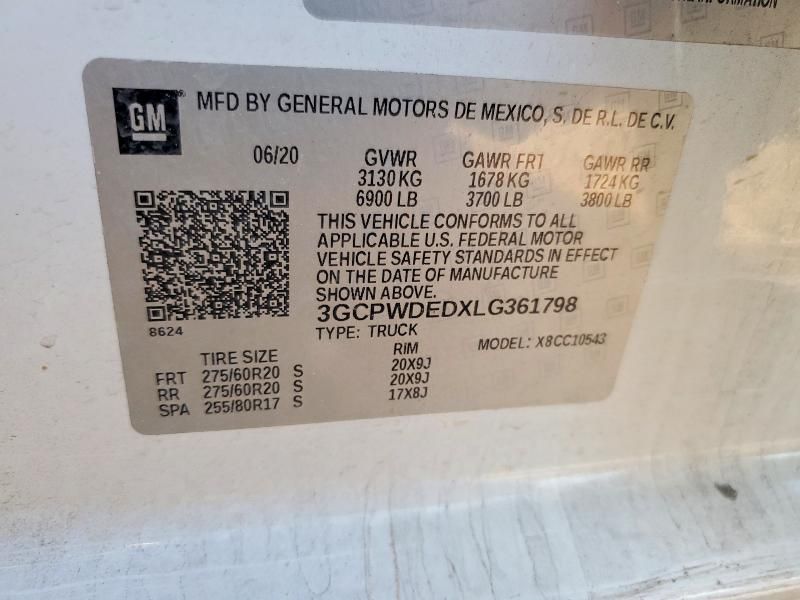 INFORMATION
GM
MFD BY GENERAL MOTORS DE MEXICO, S. DE R.L. DE C.V.
06/20 GVWR GAWR FRT GAWR RR
3130 KG 1678 KG 1724 KG
6900 LB 3700 LB 3800 LB
THIS VEHICLE CONFORMS TO ALL
APPLICABLE U.S. FEDERAL MOTOR
VEHICLE SAFETY STANDARDS IN EFFECT
ON THE DATE OF MANUFACTURE
SHOWN ABOVE.
3GCPWDEDXLG361798
8624
TYPE: TRUCK
MODEL: X8CC10543
TIRE SIZE RIM
FRT 275/60R20 S 20X9J
RR 275/60R20 S 20X9J
SPA 255/80R17 S 17X8J